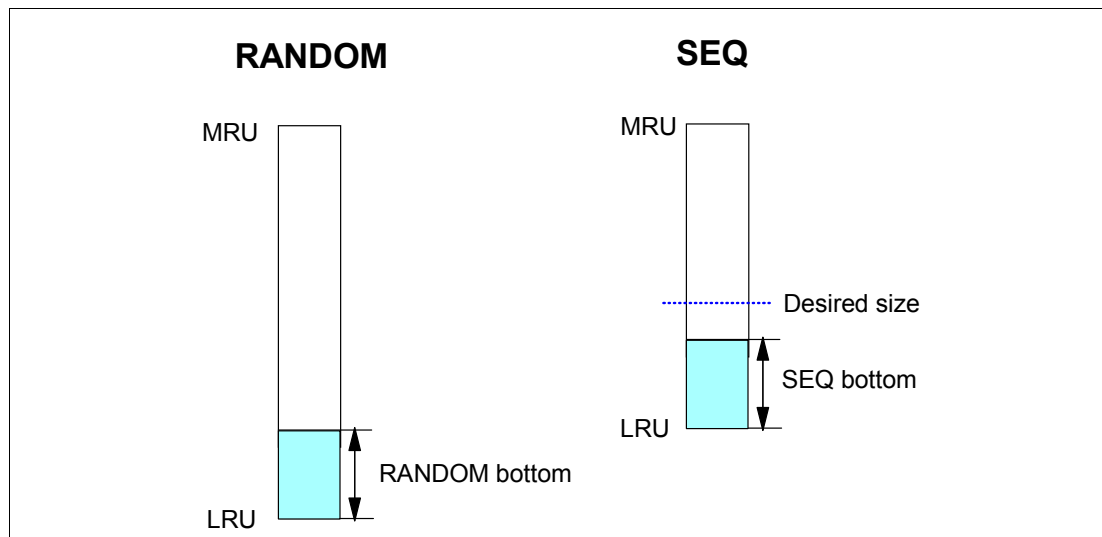 RANDOM
SEQ
MRU
MRU
Desired size
SEQ bottom
LRU
RANDOM bottom
LRU